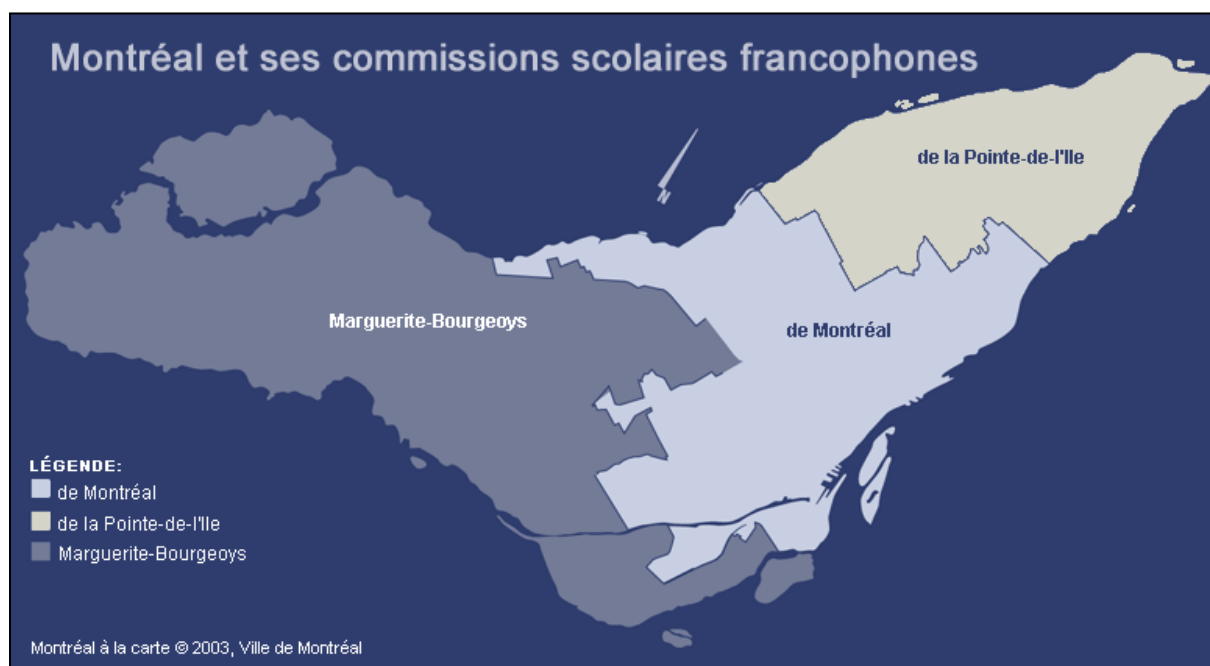 Montréal et ses commissions scolaires francophones
de la Pointe-de-l'Ile
N
Marguerite-Bourgeoys
de Montréal
LÉGENDE:
de Montréal
de la Pointe-de-l'Ile
Marguerite-Bourgeoys
Montréal à la carte © 2003, Ville de Montréal